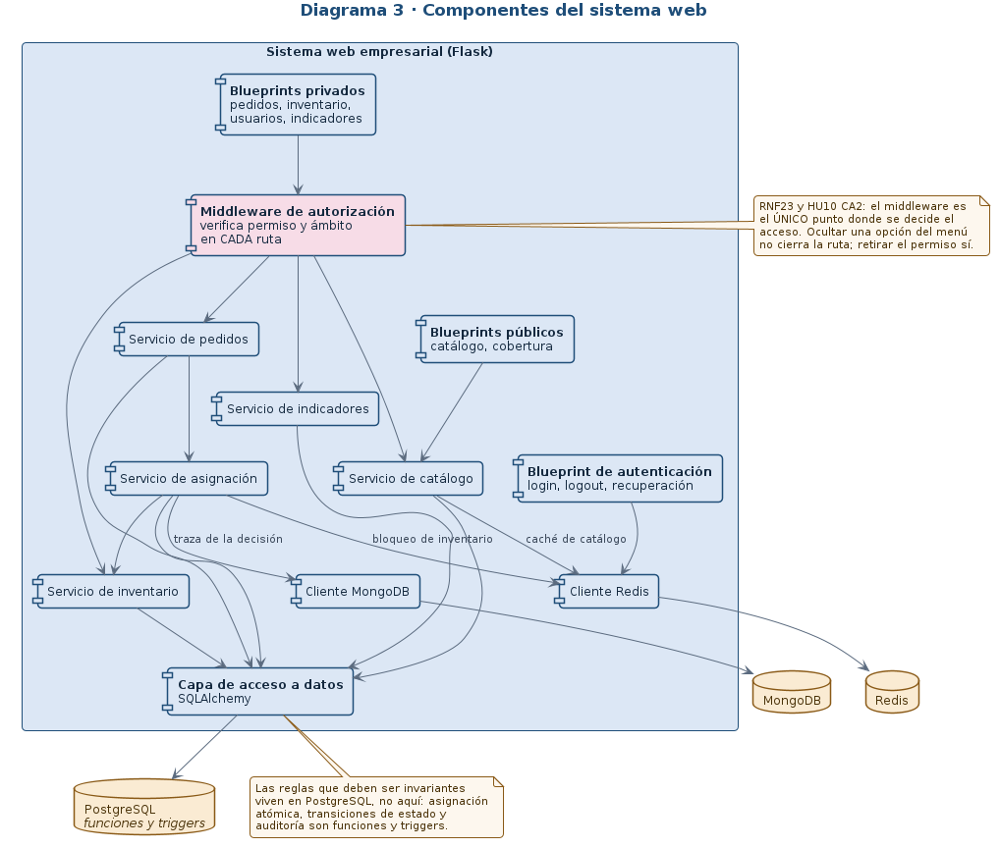 Diagrama 3 · Componentes del sistema web
Sistema web empresarial (Flask)
Blueprints privados
pedidos, inventario,
usuarios, indicadores
Middleware de autorización
verifica permiso y ámbito
en CADA ruta
RNF23 y HU10 CA2: el middleware es
el ÚNICO punto donde se decide el
acceso. Ocultar una opción del menú
no cierra la ruta; retirar el permiso sí.
Servicio de pedidos
Blueprints públicos
catálogo, cobertura
Servicio de indicadores
Servicio de asignación
Servicio de catálogo
Blueprint de autenticación
login, logout, recuperación
traza de la decisión
bloqueo de inventario
caché de catálogo
Servicio de inventario
Cliente MongoDB
Cliente Redis
Capa de acceso a datos
SQLAlchemy
MongoDB
Redis
PostgreSQL
funciones y triggers
Las reglas que deben ser invariantes
viven en PostgreSQL, no aquí: asignación
atómica, transiciones de estado y
auditoría son funciones y triggers.